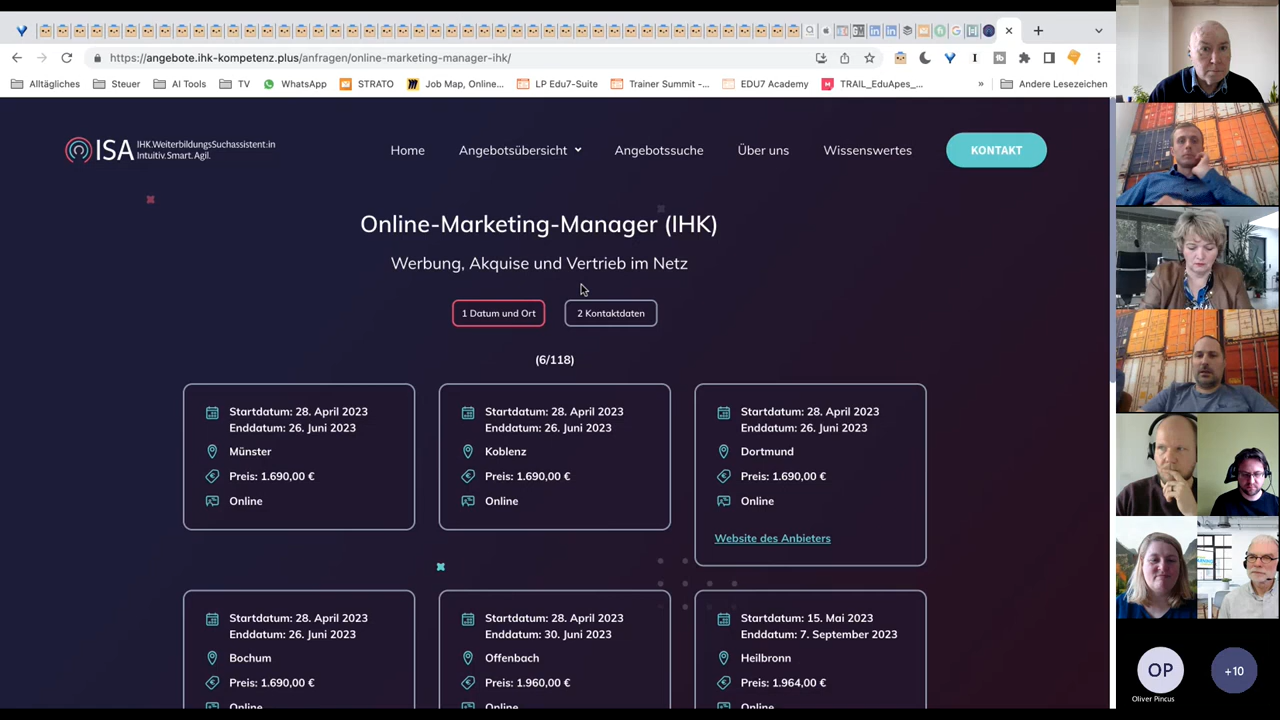 https://angebote.ihk-kompetenz.plus/anfragen/online-marketing-manager-ihk/
Alltägliches
Steuer
AI Tools
TV
WhatsApp
STRATO
Job Map, Online...
LP Edu7-Suite
Trainer Summit -...
EDU7 Academy
TRAIL_EduApes_...
»
Andere Lesezeichen
ISA
IHK.WeiterbildungsSuchassistent:in
Intuitiv.Smart.Agil.
Home
Angebotsübersicht
Angebotssuche
Über uns
Wissenswertes
KONTAKT
Online-Marketing-Manager (IHK)
Werbung, Akquise und Vertrieb im Netz
1 Datum und Ort
2 Kontaktdaten
(6/118)
Startdatum: 28. April 2023
Enddatum: 26. Juni 2023
Münster
Preis: 1.690,00 €
Online
Startdatum: 28. April 2023
Enddatum: 26. Juni 2023
Koblenz
Preis: 1.690,00 €
Online
Startdatum: 28. April 2023
Enddatum: 26. Juni 2023
Dortmund
Preis: 1.690,00 €
Online
Website des Anbieters
Startdatum: 28. April 2023
Enddatum: 26. Juni 2023
Bochum
Preis: 1.690,00 €
Online
Startdatum: 28. April 2023
Enddatum: 30. Juni 2023
Offenbach
Preis: 1.960,00 €
Online
Startdatum: 15. Mai 2023
Enddatum: 7. September 2023
Heilbronn
Preis: 1.964,00 €
Online
OP
Oliver Pincus
+10